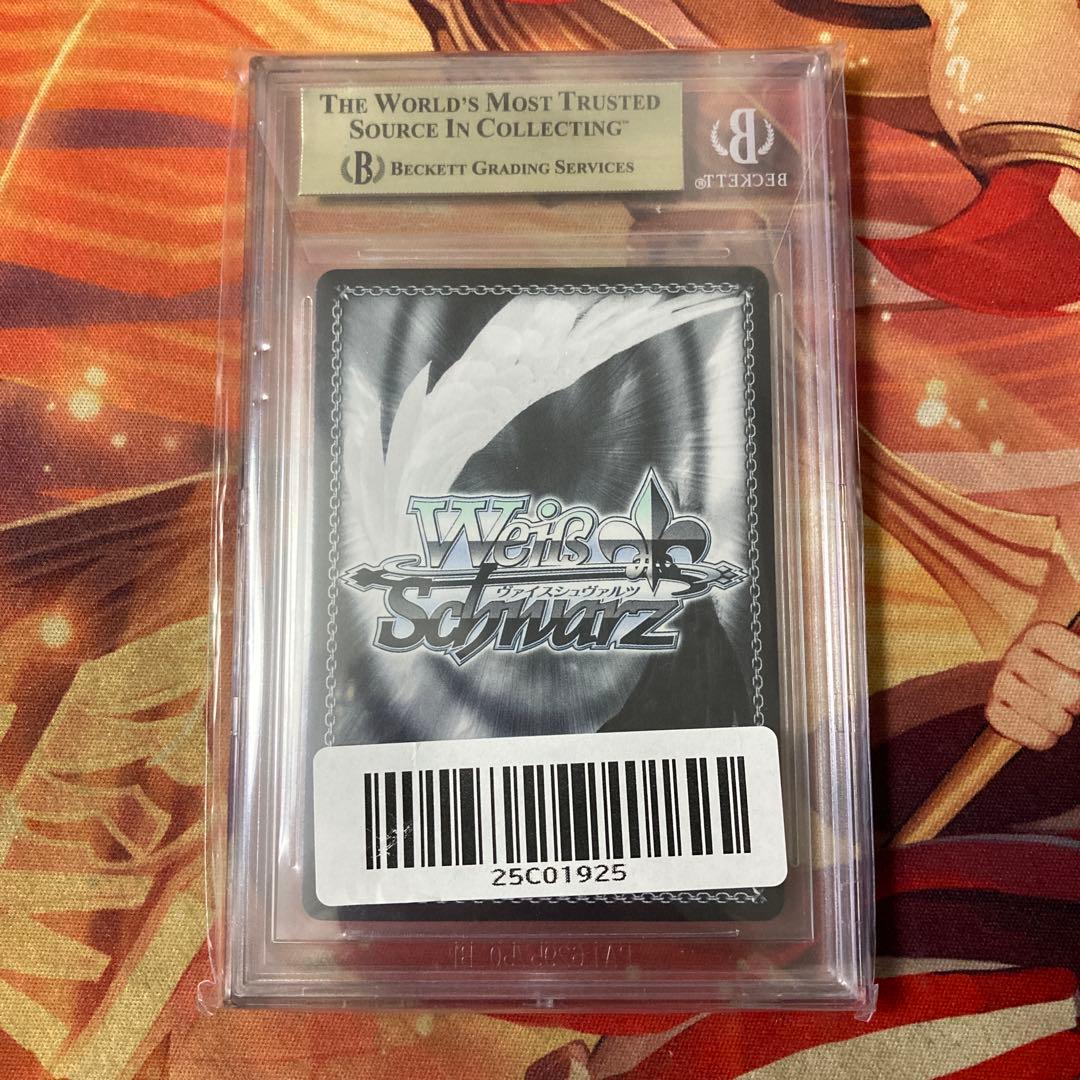 THE WORLD'S MOST TRUSTED
SOURCE IN COLLECTING™
B BECKETT GRADING SERVICES
B
BECKETT®
Weiß
ヴァイスシュヴァルツ
Schwarz
25C01925